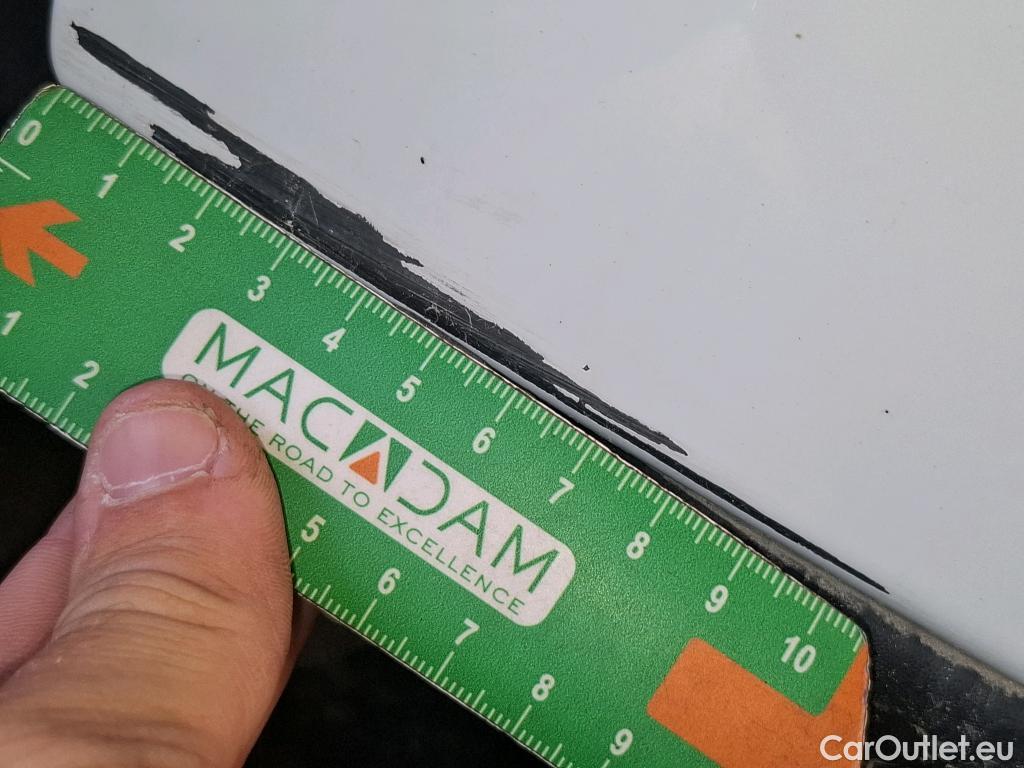 0 1 2 3 4 5 6 7 8 9 10
MACADAM
ON THE ROAD TO EXCELLENCE
1 2 5 6 7 8 9
CarOutlet.eu